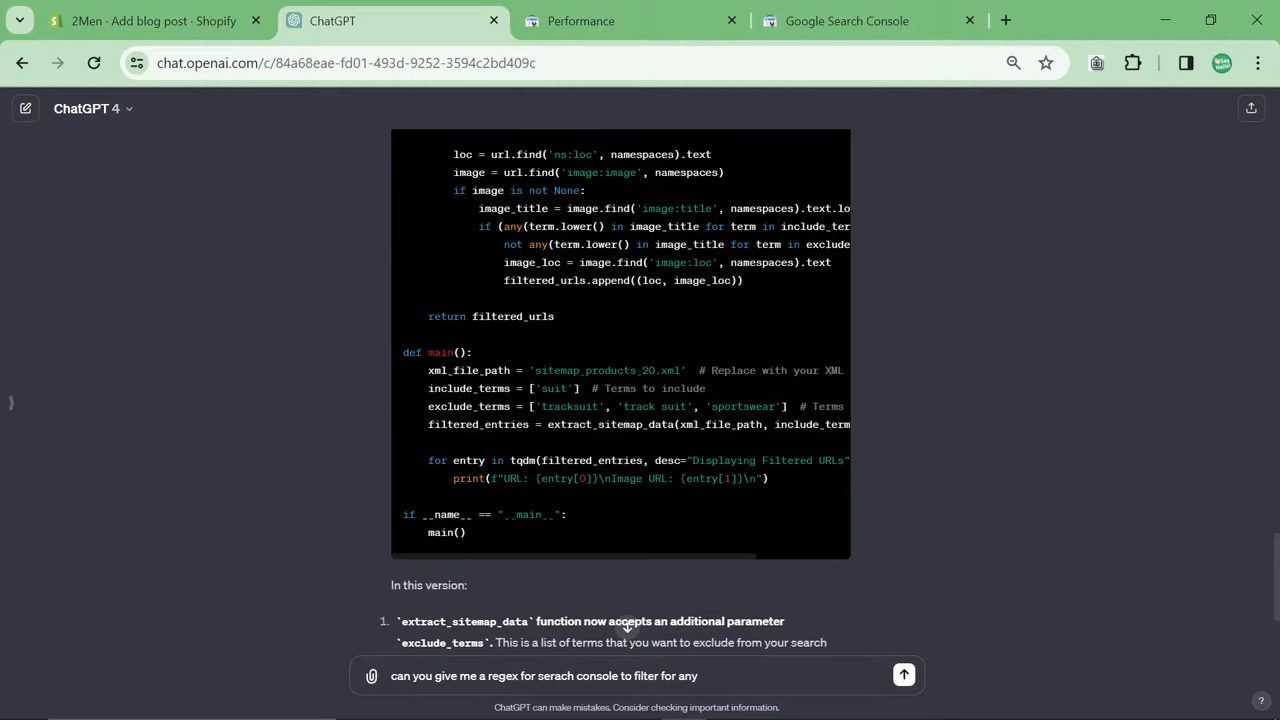 2Men · Add blog post · Shopify
ChatGPT
Performance
Google Search Console
chat.openai.com/c/84a68eae-fd01-493d-9252-3594c2bd409c
ChatGPT 4
loc = url.find('ns:loc', namespaces).text
image = url.find('image:image', namespaces)
if image is not None:
image_title = image.find('image:title', namespaces).text.lo
if (any(term.lower() in image_title for term in include_ter
not any(term.lower() in image_title for term in exclude
image_loc = image.find('image:loc', namespaces).text
filtered_urls.append((loc, image_loc))
return filtered_urls
def main():
xml_file_path = 'sitemap_products_20.xml' # Replace with your XML
include_terms = ['suit'] # Terms to include
exclude_terms = ['tracksuit', 'track suit', 'sportswear'] # Terms
filtered_entries = extract_sitemap_data(xml_file_path, include_term
for entry in tqdm(filtered_entries, desc="Displaying Filtered URLs"
print(f"URL: {entry[0]}\nImage URL: {entry[1]}\n")
if __name__ == "__main__":
main()
In this version:
1. `extract_sitemap_data` function now accepts an additional parameter
`exclude_terms`. This is a list of terms that you want to exclude from your search
can you give me a regex for serach console to filter for any
ChatGPT can make mistakes. Consider checking important information.
?